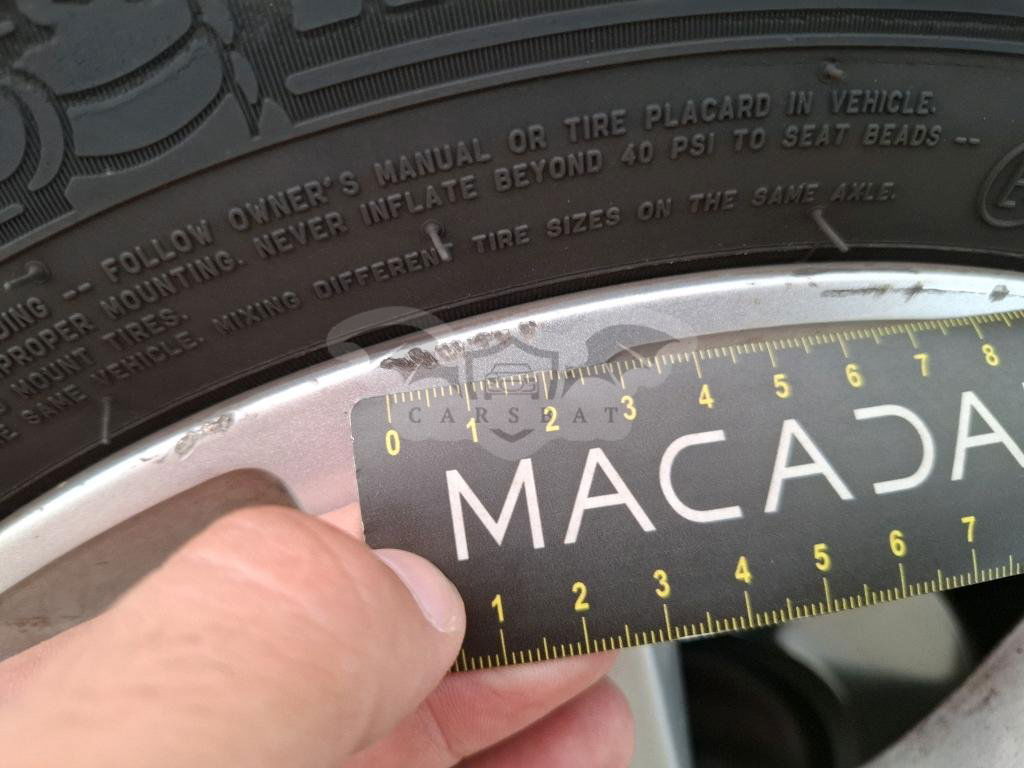 -- FOLLOW OWNER'S MANUAL OR TIRE PLACARD IN VEHICLE.
PROPER MOUNTING. NEVER INFLATE BEYOND 40 PSI TO SEAT BEADS --
MOUNT TIRES.
SAME VEHICLE. MIXING DIFFERENT TIRE SIZES ON THE SAME AXLE.
CARSBAT
0 1 2 3 4 5 6 7 8
MACADA
1 2 3 4 5 6 7